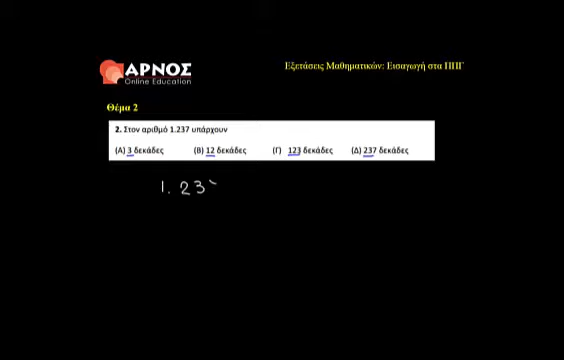 ΑΡΝΟΣ
Online Education
Εξετάσεις Μαθηματικών: Εισαγωγή στα ΠΠΓ
Θέμα 2
2. Στον αριθμό 1.237 υπάρχουν
(Α) 3 δεκάδες (Β) 12 δεκάδες (Γ) 123 δεκάδες (Δ) 237 δεκάδες
1. 23